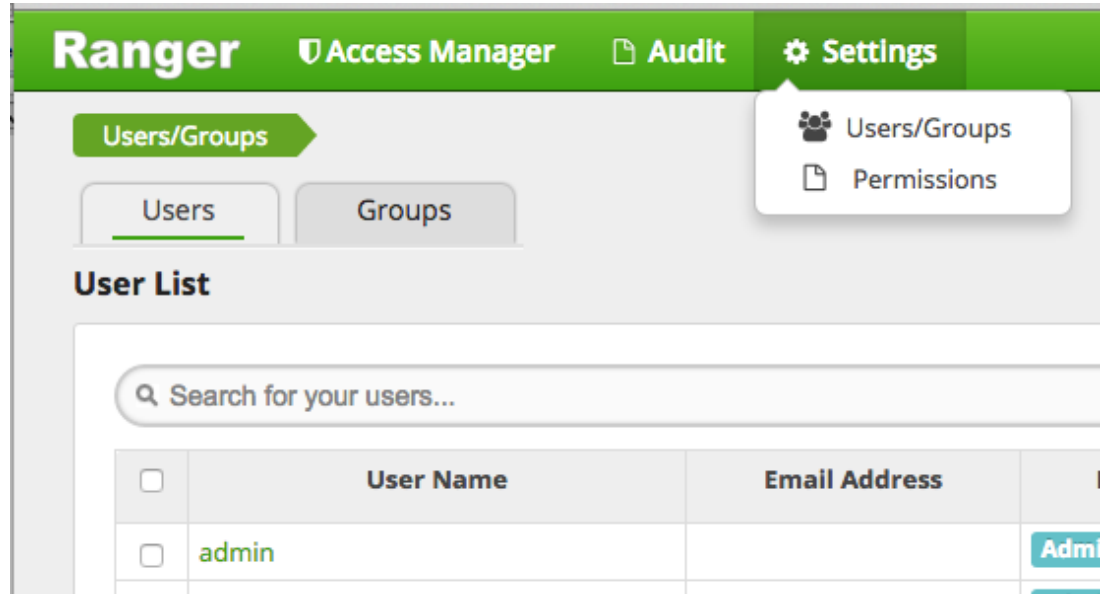 Ranger Access Manager Audit Settings
Users/Groups
Permissions
Users/Groups
Users Groups
User List
Search for your users...
User Name Email Address
admin